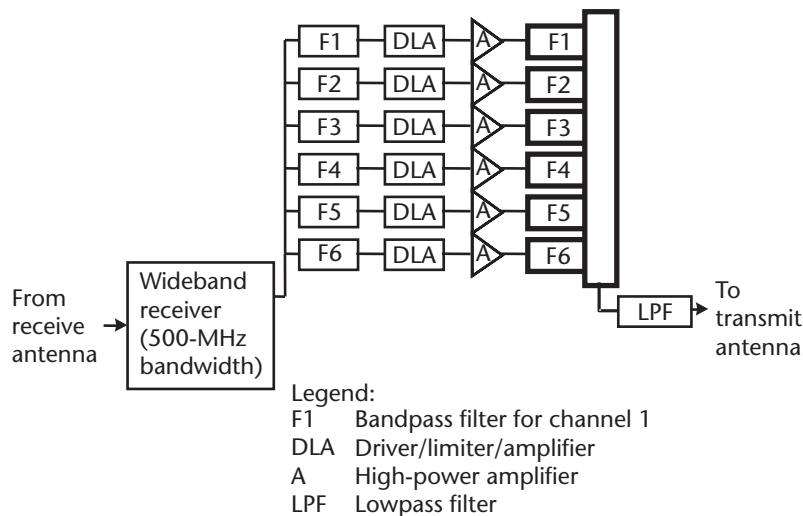 F1 DLA A F1
F2 DLA A F2
F3 DLA A F3
F4 DLA A F4
F5 DLA A F5
F6 DLA A F6
From
receive
antenna
Wideband
receiver
(500-MHz
bandwidth)
LPF
To
transmit
antenna
Legend:
F1 Bandpass filter for channel 1
DLA Driver/limiter/amplifier
A High-power amplifier
LPF Lowpass filter